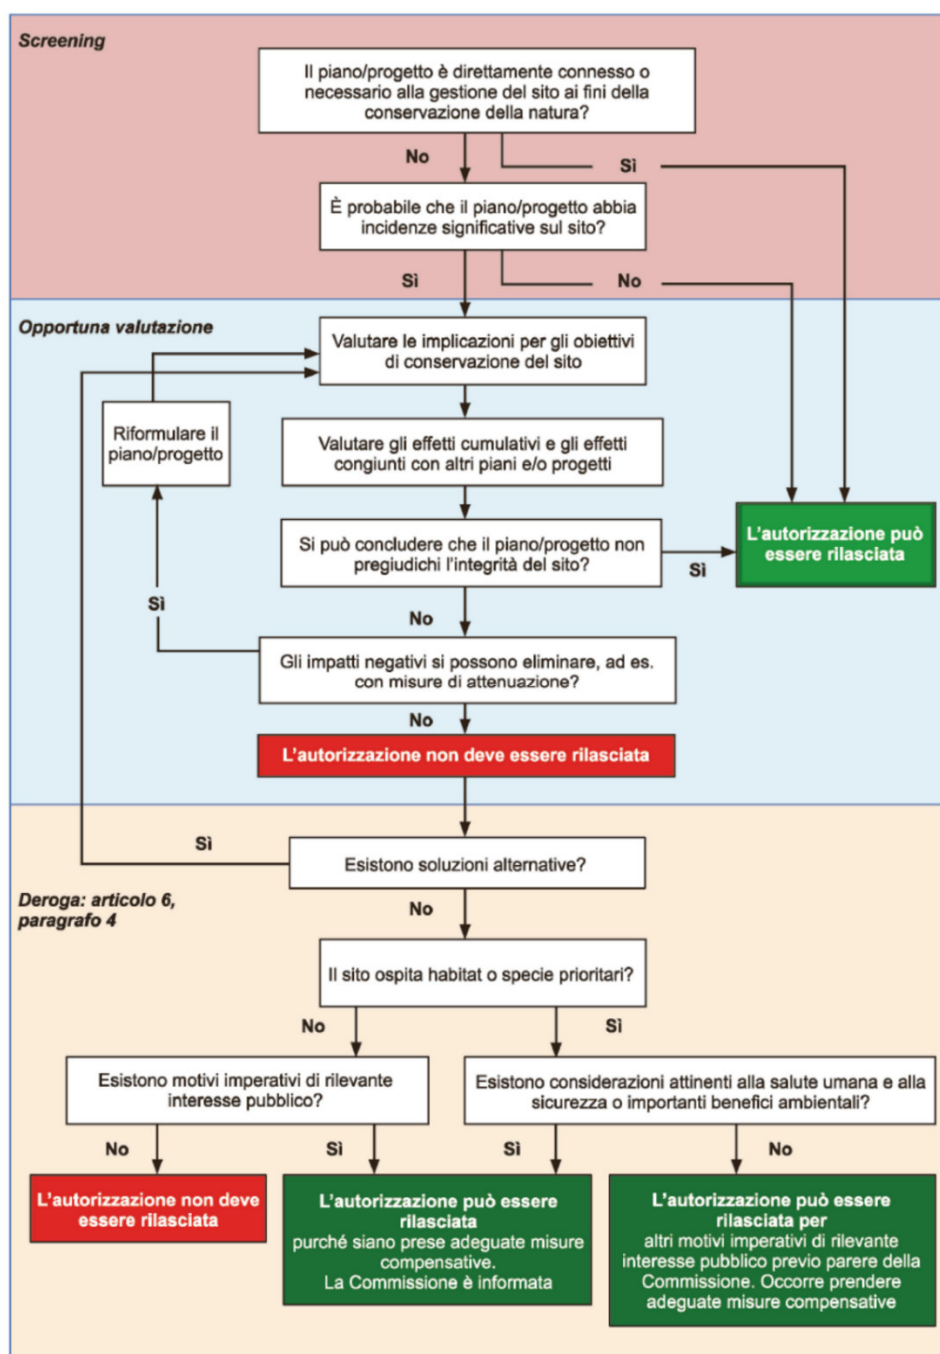 Screening
Il piano/progetto è direttamente connesso o
necessario alla gestione del sito ai fini della
conservazione della natura?
No
Sì
È probabile che il piano/progetto abbia
incidenze significative sul sito?
Sì
No
Opportuna valutazione
Valutare le implicazioni per gli obiettivi
di conservazione del sito
Riformulare il
piano/progetto
Valutare gli effetti cumulativi e gli effetti
congiunti con altri piani e/o progetti
Si può concludere che il piano/progetto non
pregiudichi l'integrità del sito?
Sì
L'autorizzazione può
essere rilasciata
Sì
No
Gli impatti negativi si possono eliminare, ad es.
con misure di attenuazione?
No
L'autorizzazione non deve essere rilasciata
Sì
Esistono soluzioni alternative?
Deroga: articolo 6,
paragrafo 4
No
Il sito ospita habitat o specie prioritari?
No
Sì
Esistono motivi imperativi di rilevante
interesse pubblico?
Esistono considerazioni attinenti alla salute umana e alla
sicurezza o importanti benefici ambientali?
No
Sì
Sì
No
L'autorizzazione non deve
essere rilasciata
L'autorizzazione può essere
rilasciata
purché siano prese adeguate misure
compensative.
La Commissione è informata
L'autorizzazione può essere
rilasciata per
altri motivi imperativi di rilevante
interesse pubblico previo parere della
Commissione. Occorre prendere
adeguate misure compensative